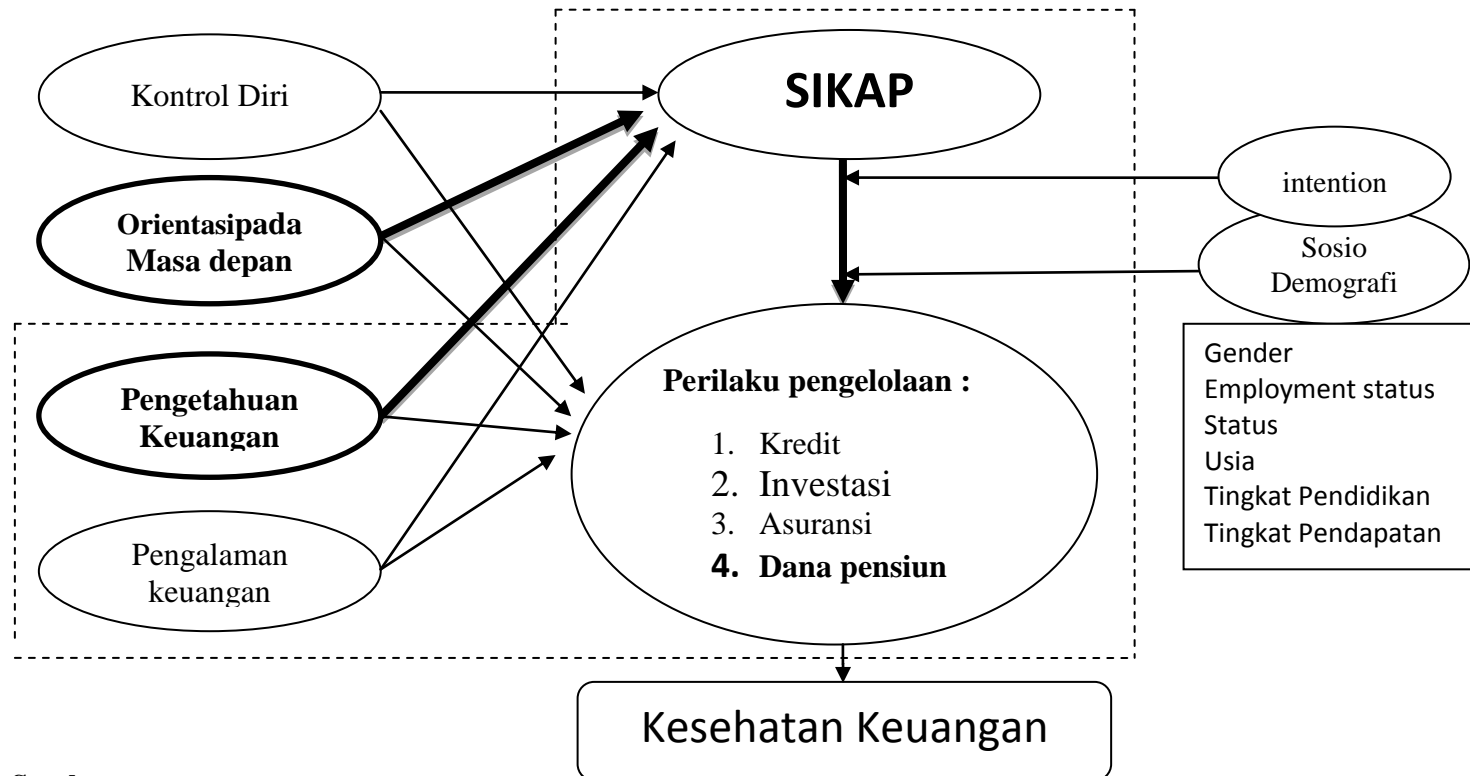 Kontrol Diri
Orientasipada
Masa depan
Pengetahuan
Keuangan
Pengalaman
keuangan
SIKAP
Perilaku pengelolaan :
1. Kredit
2. Investasi
3. Asuransi
4. Dana pensiun
Kesehatan Keuangan
intention
Sosio
Demografi
Gender
Employment status
Status
Usia
Tingkat Pendidikan
Tingkat Pendapatan